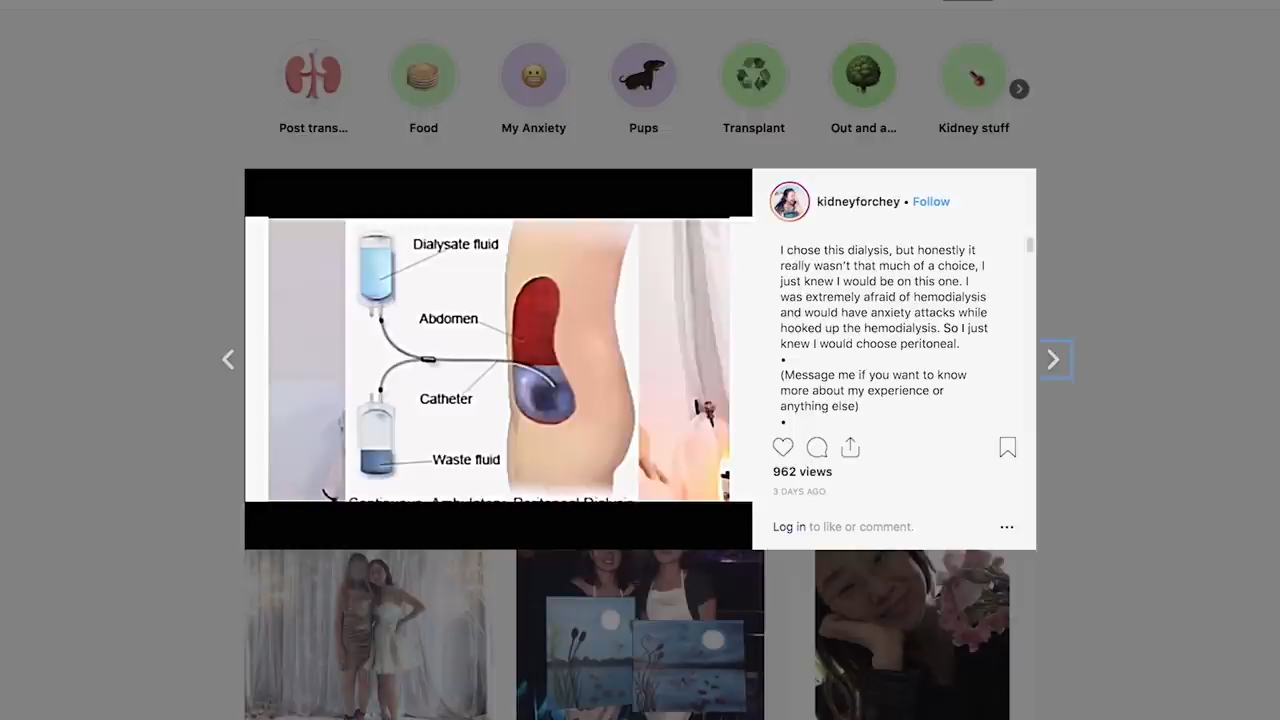 Post trans...
Food
My Anxiety
Pups
Transplant
Out and a...
Kidney stuff
Dialysate fluid
Abdomen
Catheter
Waste fluid
Continuous Ambulatory Peritoneal Dialysis
kidneyforchey • Follow
I chose this dialysis, but honestly it
really wasn't that much of a choice, I
just knew I would be on this one. I
was extremely afraid of hemodialysis
and would have anxiety attacks while
hooked up the hemodialysis. So I just
knew I would choose peritoneal.
•
(Message me if you want to know
more about my experience or
anything else)
•
962 views
3 DAYS AGO
Log in to like or comment.